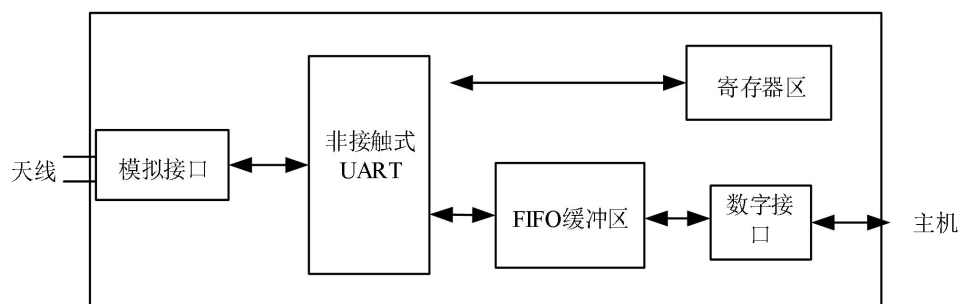 寄存器区
非接触式
UART
天线
模拟接口
FIFO缓冲区
数字接
口
主机